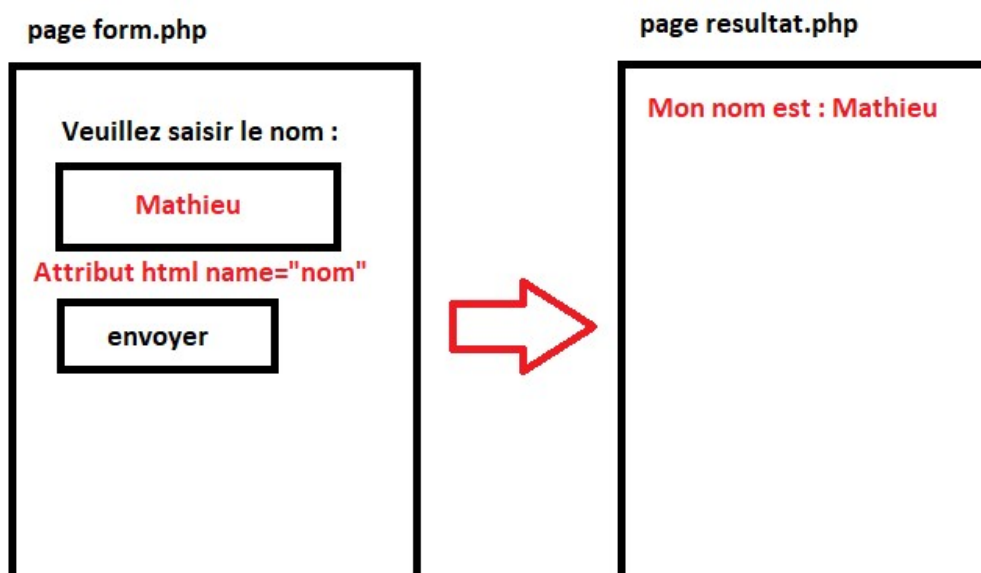 page form.php
Veuillez saisir le nom :
Mathieu
Attribut html name="nom"
envoyer
page resultat.php
Mon nom est : Mathieu